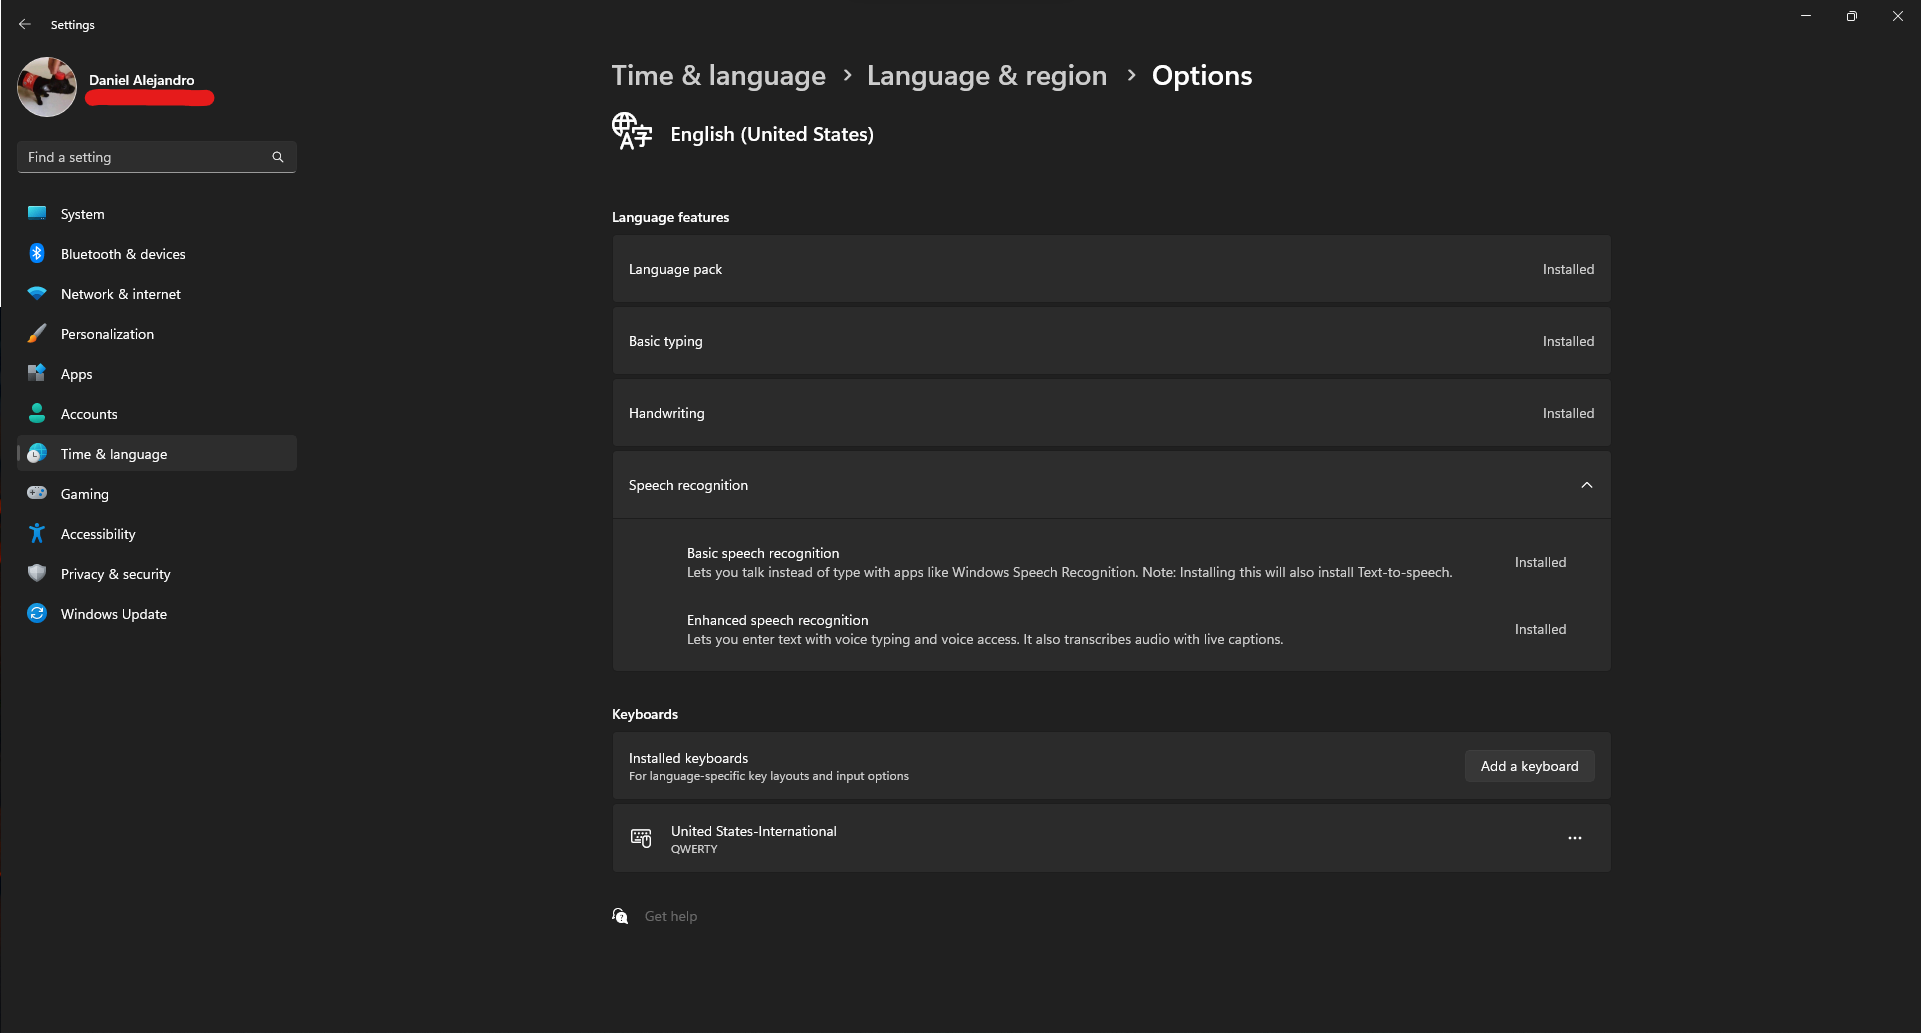 Settings
Daniel Alejandro
Find a setting
System
Bluetooth & devices
Network & internet
Personalization
Apps
Accounts
Time & language
Gaming
Accessibility
Privacy & security
Windows Update
Time & language > Language & region > Options
English (United States)
Language features
Language pack Installed
Basic typing Installed
Handwriting Installed
Speech recognition
Basic speech recognition
Lets you talk instead of type with apps like Windows Speech Recognition. Note: Installing this will also install Text-to-speech. Installed
Enhanced speech recognition
Lets you enter text with voice typing and voice access. It also transcribes audio with live captions. Installed
Keyboards
Installed keyboards
For language-specific key layouts and input options
Add a keyboard
United States-International
QWERTY
Get help